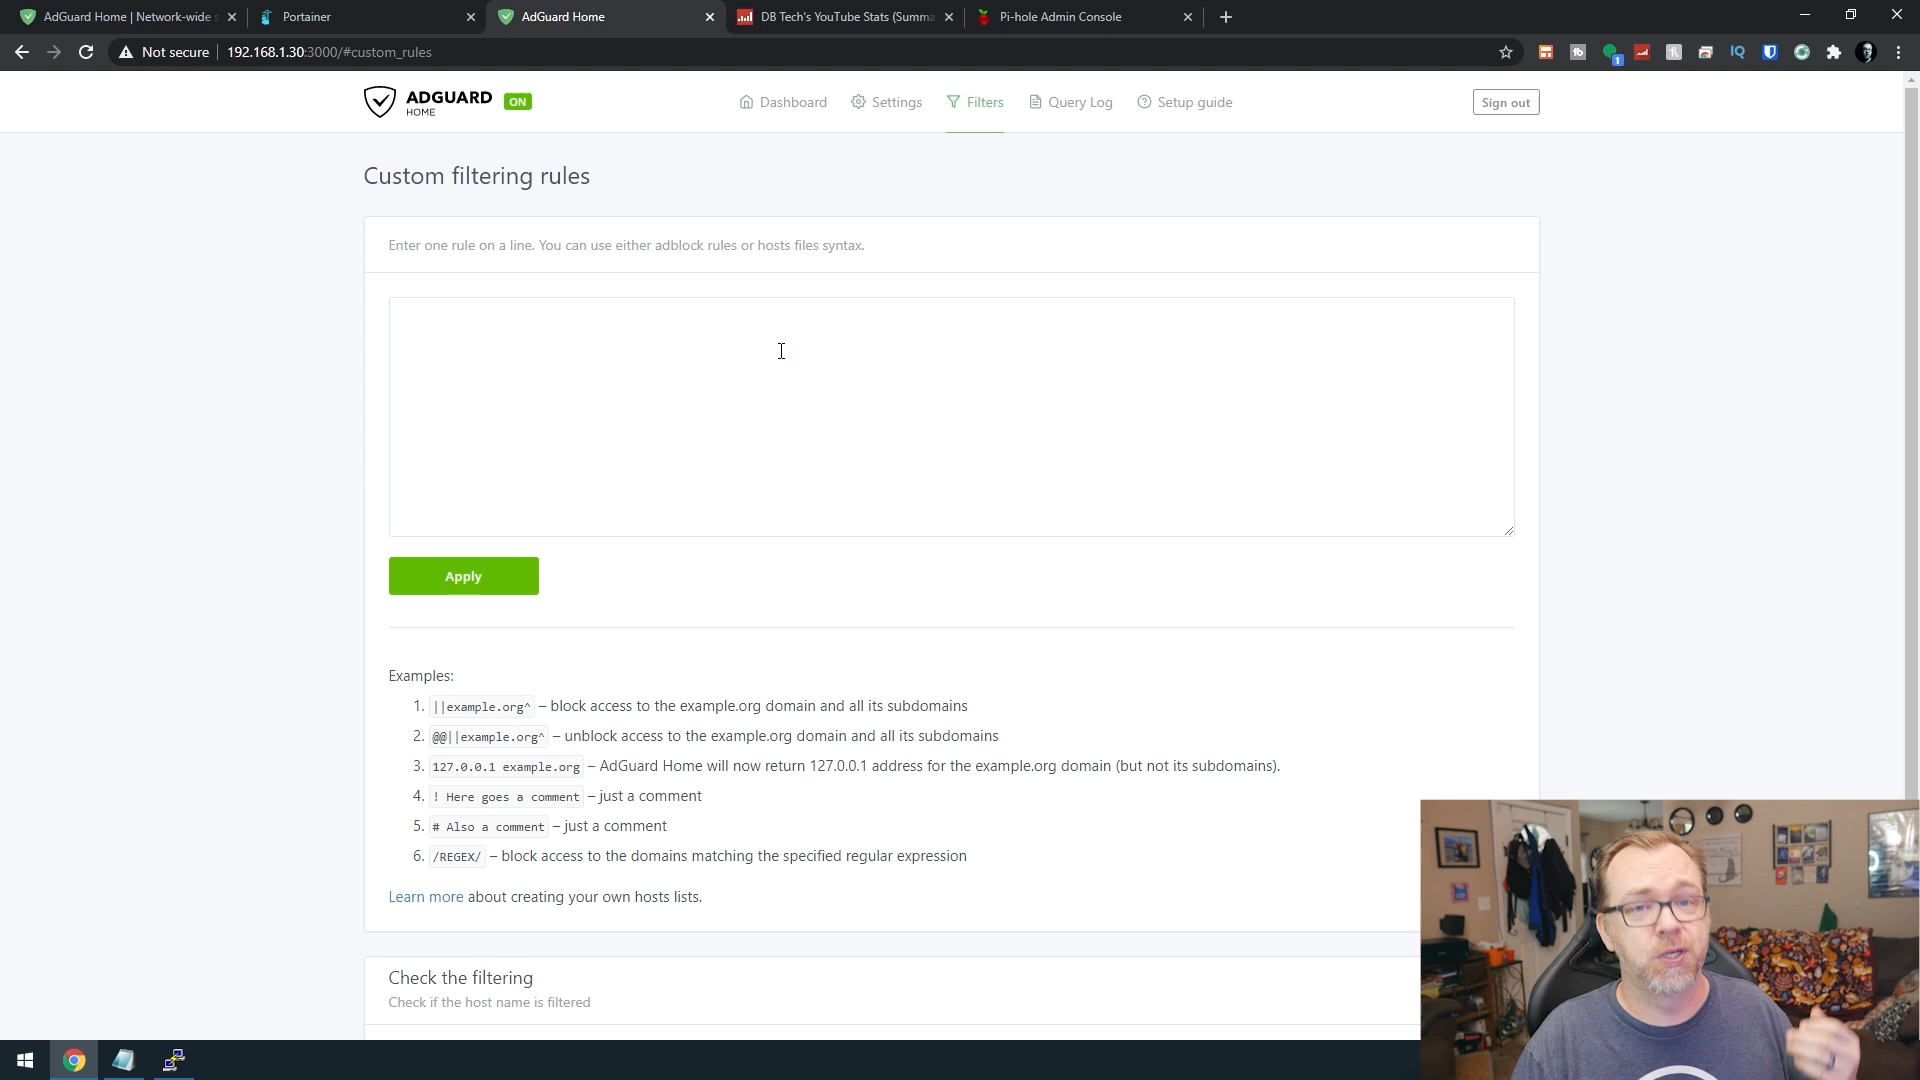 AdGuard Home | Network-wide s
Portainer
AdGuard Home
DB Tech's YouTube Stats (Summa
Pi-hole Admin Console
Not secure
192.168.1.30:3000/#custom_rules
ADGUARD
HOME
ON
Dashboard
Settings
Filters
Query Log
Setup guide
Sign out
Custom filtering rules
Enter one rule on a line. You can use either adblock rules or hosts files syntax.
Apply
Examples:
1. ||example.org^ – block access to the example.org domain and all its subdomains
2. @@||example.org^ – unblock access to the example.org domain and all its subdomains
3. 127.0.0.1 example.org – AdGuard Home will now return 127.0.0.1 address for the example.org domain (but not its subdomains).
4. ! Here goes a comment – just a comment
5. # Also a comment – just a comment
6. /REGEX/ – block access to the domains matching the specified regular expression
Learn more about creating your own hosts lists.
Check the filtering
Check if the host name is filtered